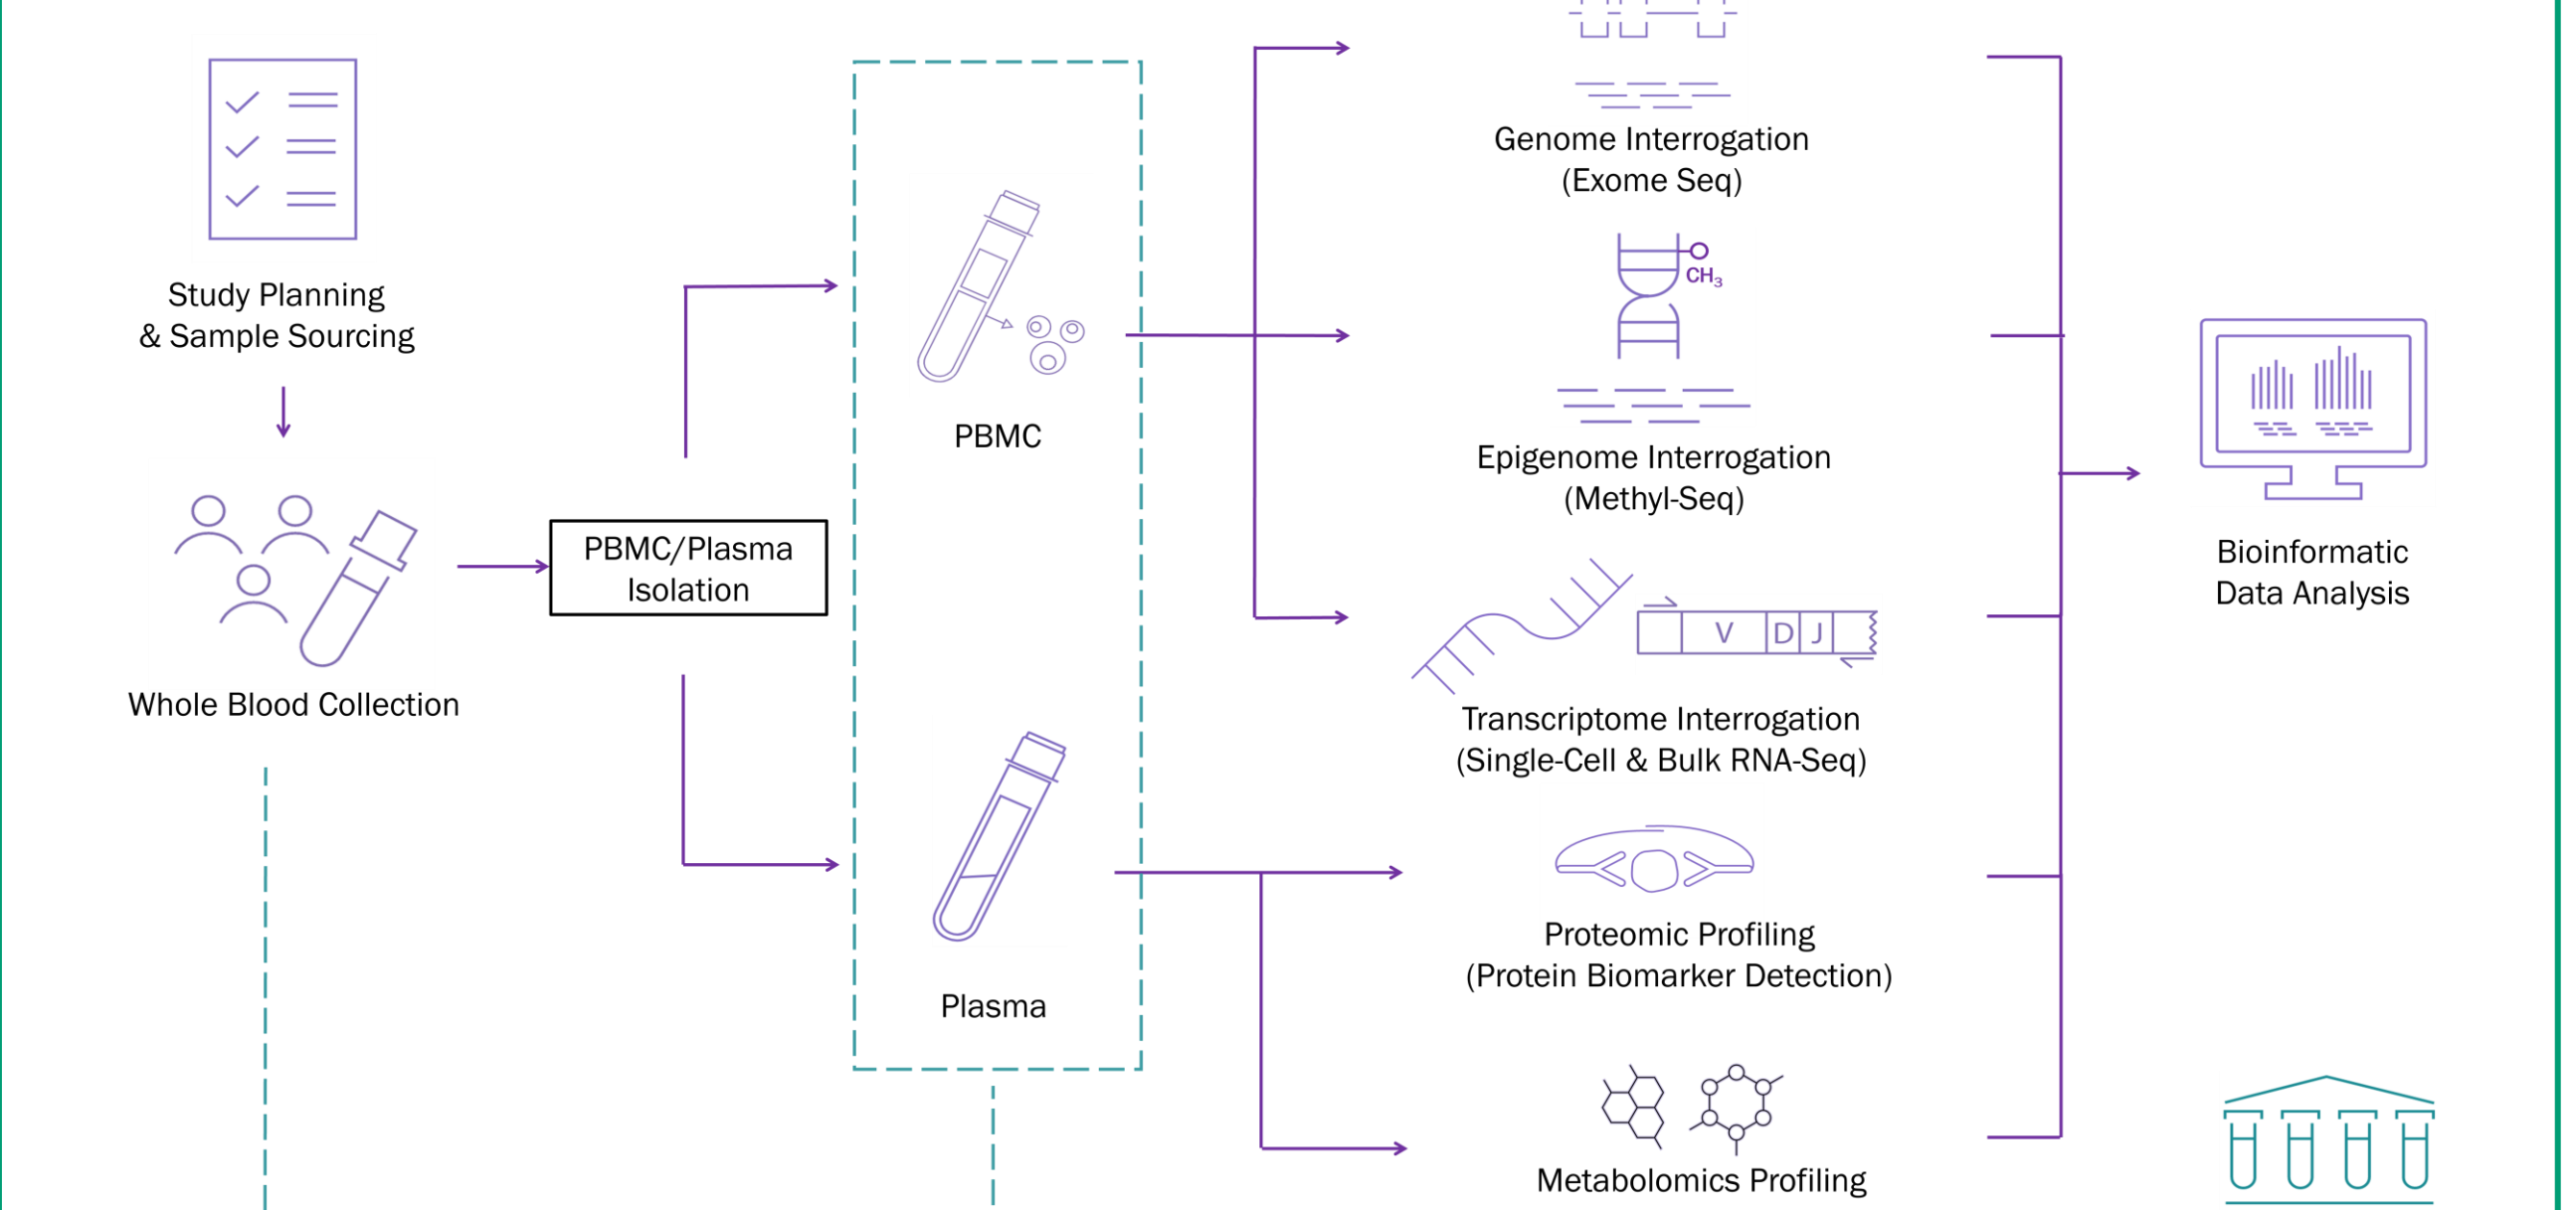 Study Planning
& Sample Sourcing
Whole Blood Collection
PBMC/Plasma
Isolation
PBMC
Plasma
Genome Interrogation
(Exome Seq)
CH₃
Epigenome Interrogation
(Methyl-Seq)
V D J
Transcriptome Interrogation
(Single-Cell & Bulk RNA-Seq)
Proteomic Profiling
(Protein Biomarker Detection)
Metabolomics Profiling
Bioinformatic
Data Analysis